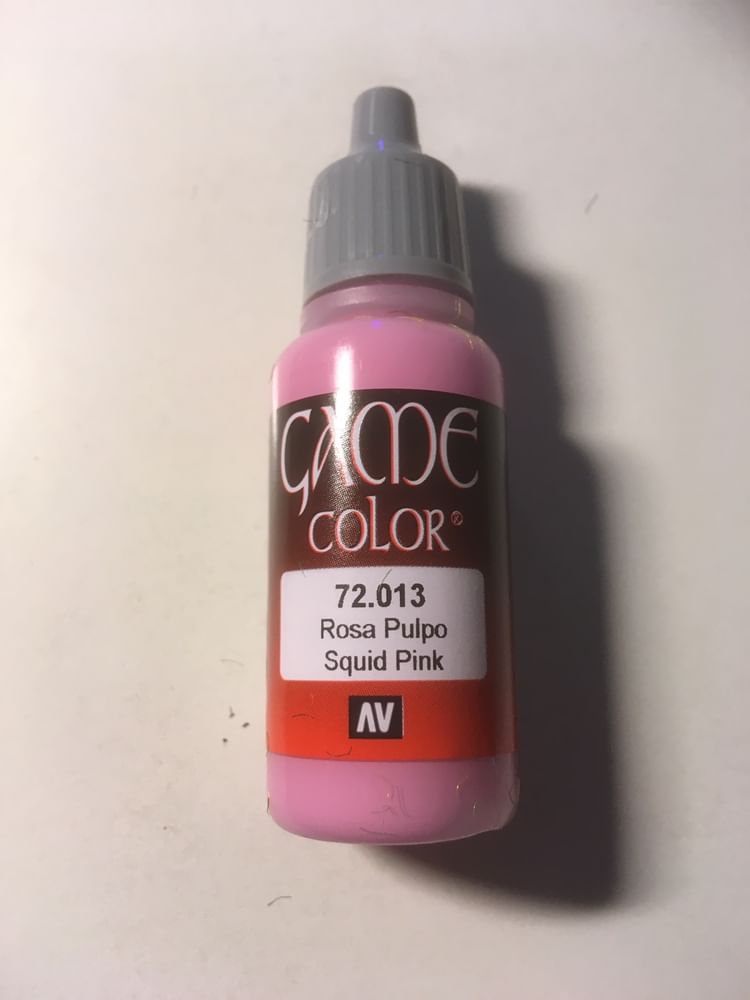 GAME
COLOR®
72.013
Rosa Pulpo
Squid Pink
AV